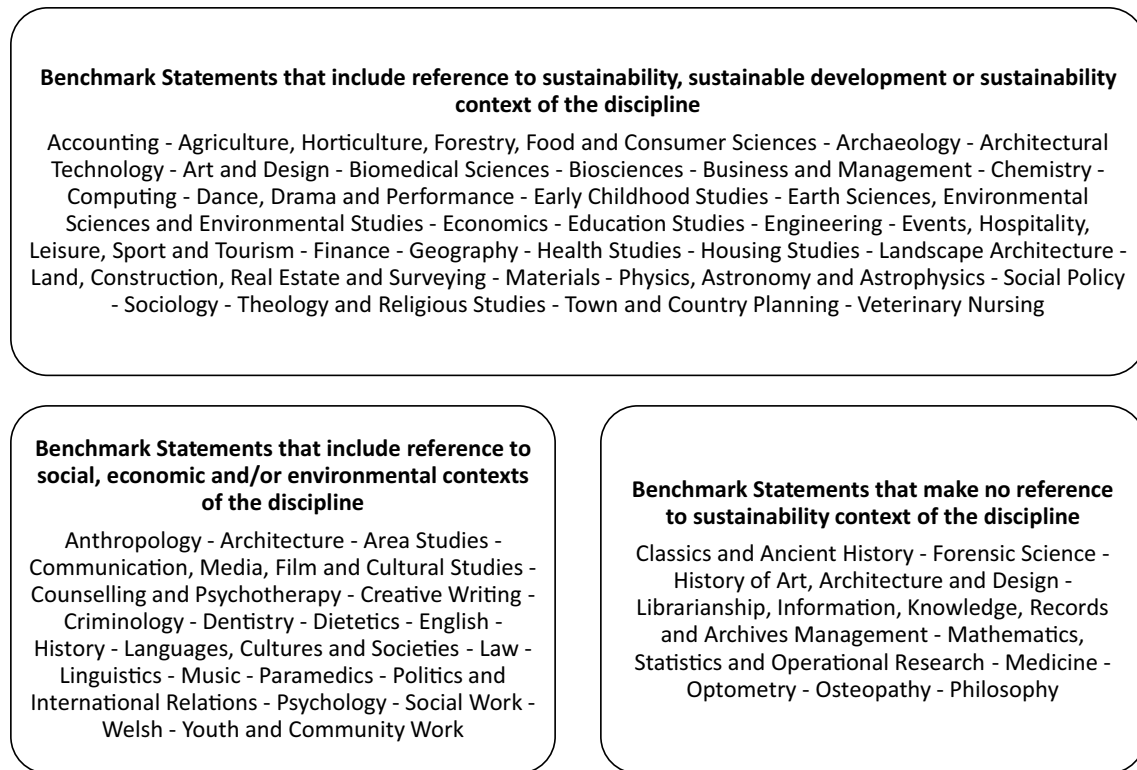 Benchmark Statements that include reference to sustainability, sustainable development or sustainability
context of the discipline
Accounting - Agriculture, Horticulture, Forestry, Food and Consumer Sciences - Archaeology - Architectural
Technology - Art and Design - Biomedical Sciences - Biosciences - Business and Management - Chemistry -
Computing - Dance, Drama and Performance - Early Childhood Studies - Earth Sciences, Environmental
Sciences and Environmental Studies - Economics - Education Studies - Engineering - Events, Hospitality,
Leisure, Sport and Tourism - Finance - Geography - Health Studies - Housing Studies - Landscape Architecture -
Land, Construction, Real Estate and Surveying - Materials - Physics, Astronomy and Astrophysics - Social Policy
- Sociology - Theology and Religious Studies - Town and Country Planning - Veterinary Nursing
Benchmark Statements that include reference to
social, economic and/or environmental contexts
of the discipline
Anthropology - Architecture - Area Studies -
Communication, Media, Film and Cultural Studies -
Counselling and Psychotherapy - Creative Writing -
Criminology - Dentistry - Dietetics - English -
History - Languages, Cultures and Societies - Law -
Linguistics - Music - Paramedics - Politics and
International Relations - Psychology - Social Work -
Welsh - Youth and Community Work
Benchmark Statements that make no reference
to sustainability context of the discipline
Classics and Ancient History - Forensic Science -
History of Art, Architecture and Design -
Librarianship, Information, Knowledge, Records
and Archives Management - Mathematics,
Statistics and Operational Research - Medicine -
Optometry - Osteopathy - Philosophy